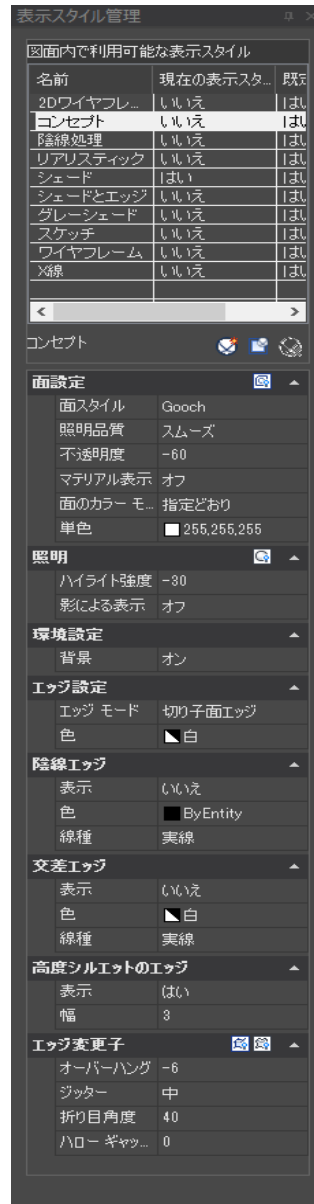 表示スタイル管理
図面内で利用可能な表示スタイル
名前 現在の表示スタ... 既定
2Dワイヤフレ... いいえ はい
コンセプト いいえ はい
陰線処理 いいえ はい
リアリスティック いいえ はい
シェード はい はい
シェードとエッジ いいえ はい
グレーシェード いいえ はい
スケッチ いいえ はい
ワイヤフレーム いいえ はい
X線 いいえ はい
コンセプト
面設定
面スタイル Gooch
照明品質 スムーズ
不透明度 -60
マテリアル表示 オフ
面のカラー モ... 指定どおり
単色 255,255,255
照明
ハイライト強度 -30
影による表示 オフ
環境設定
背景 オン
エッジ設定
エッジ モード 切り子面エッジ
色 白
陰線エッジ
表示 いいえ
色 ByEntity
線種 実線
交差エッジ
表示 いいえ
色 白
線種 実線
高度シルエットのエッジ
表示 はい
幅 3
エッジ変更子
オーバーハング -6
ジッター 中
折り目角度 40
ハロー ギャッ... 0